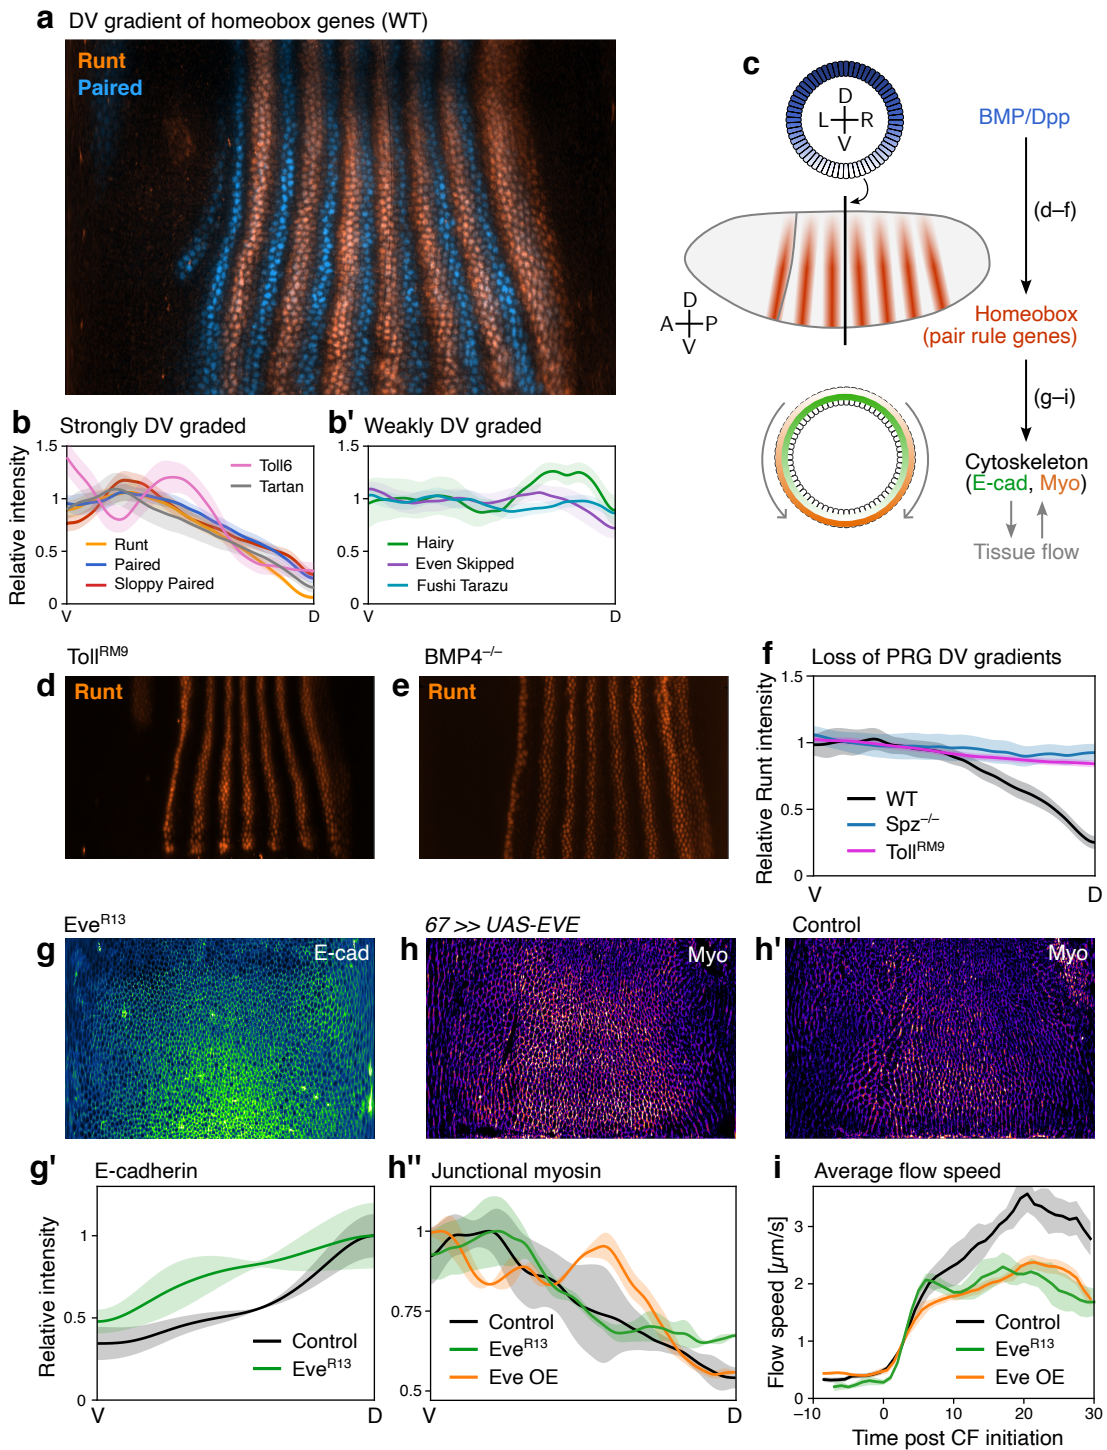 a DV gradient of homeobox genes (WT)
Runt
Paired
c
D
L R
V
BMP/Dpp
(d–f)
D
A P
V
Homeobox
(pair rule genes)
(g–i)
Cytoskeleton
(E-cad, Myo)
Tissue flow
b Strongly DV graded
Relative intensity
1.5
1
0.5
0
Toll6
Tartan
Runt
Paired
Sloppy Paired
V D
b' Weakly DV graded
1.5
1
0.5
0
Hairy
Even Skipped
Fushi Tarazu
V D
Toll^RM9
d Runt
BMP4^–/–
e Runt
f Loss of PRG DV gradients
Relative Runt intensity
1.5
1
0.5
0
WT
Spz^–/–
Toll^RM9
V D
Eve^R13
g E-cad
67 >> UAS-EVE
h Myo
Control
h' Myo
g' E-cadherin
Relative intensity
1
0.5
0
Control
Eve^R13
V D
h'' Junctional myosin
1
0.75
0.5
Control
Eve^R13
Eve OE
V D
i Average flow speed
Flow speed [µm/s]
3
2
1
0
Control
Eve^R13
Eve OE
−10 0 10 20 30
Time post CF initiation